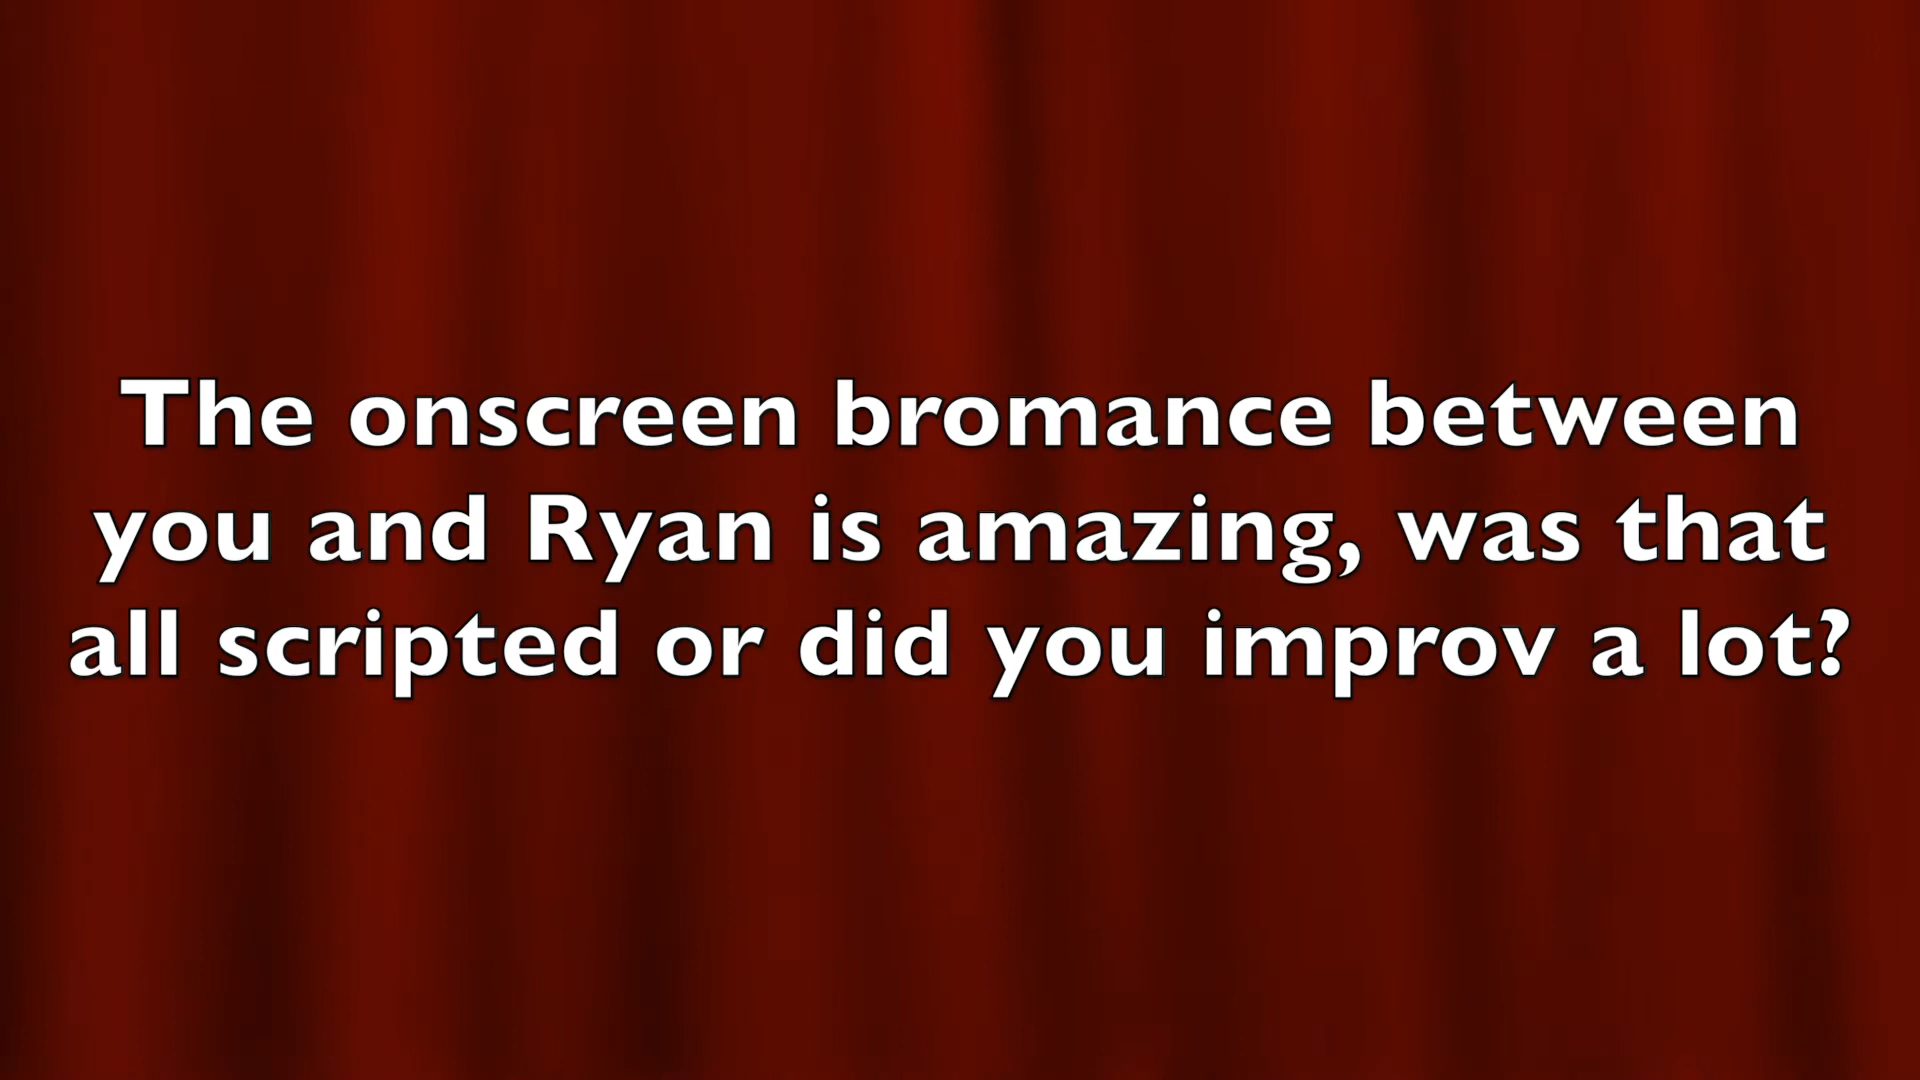 The onscreen bromance between
you and Ryan is amazing, was that
all scripted or did you improv a lot?